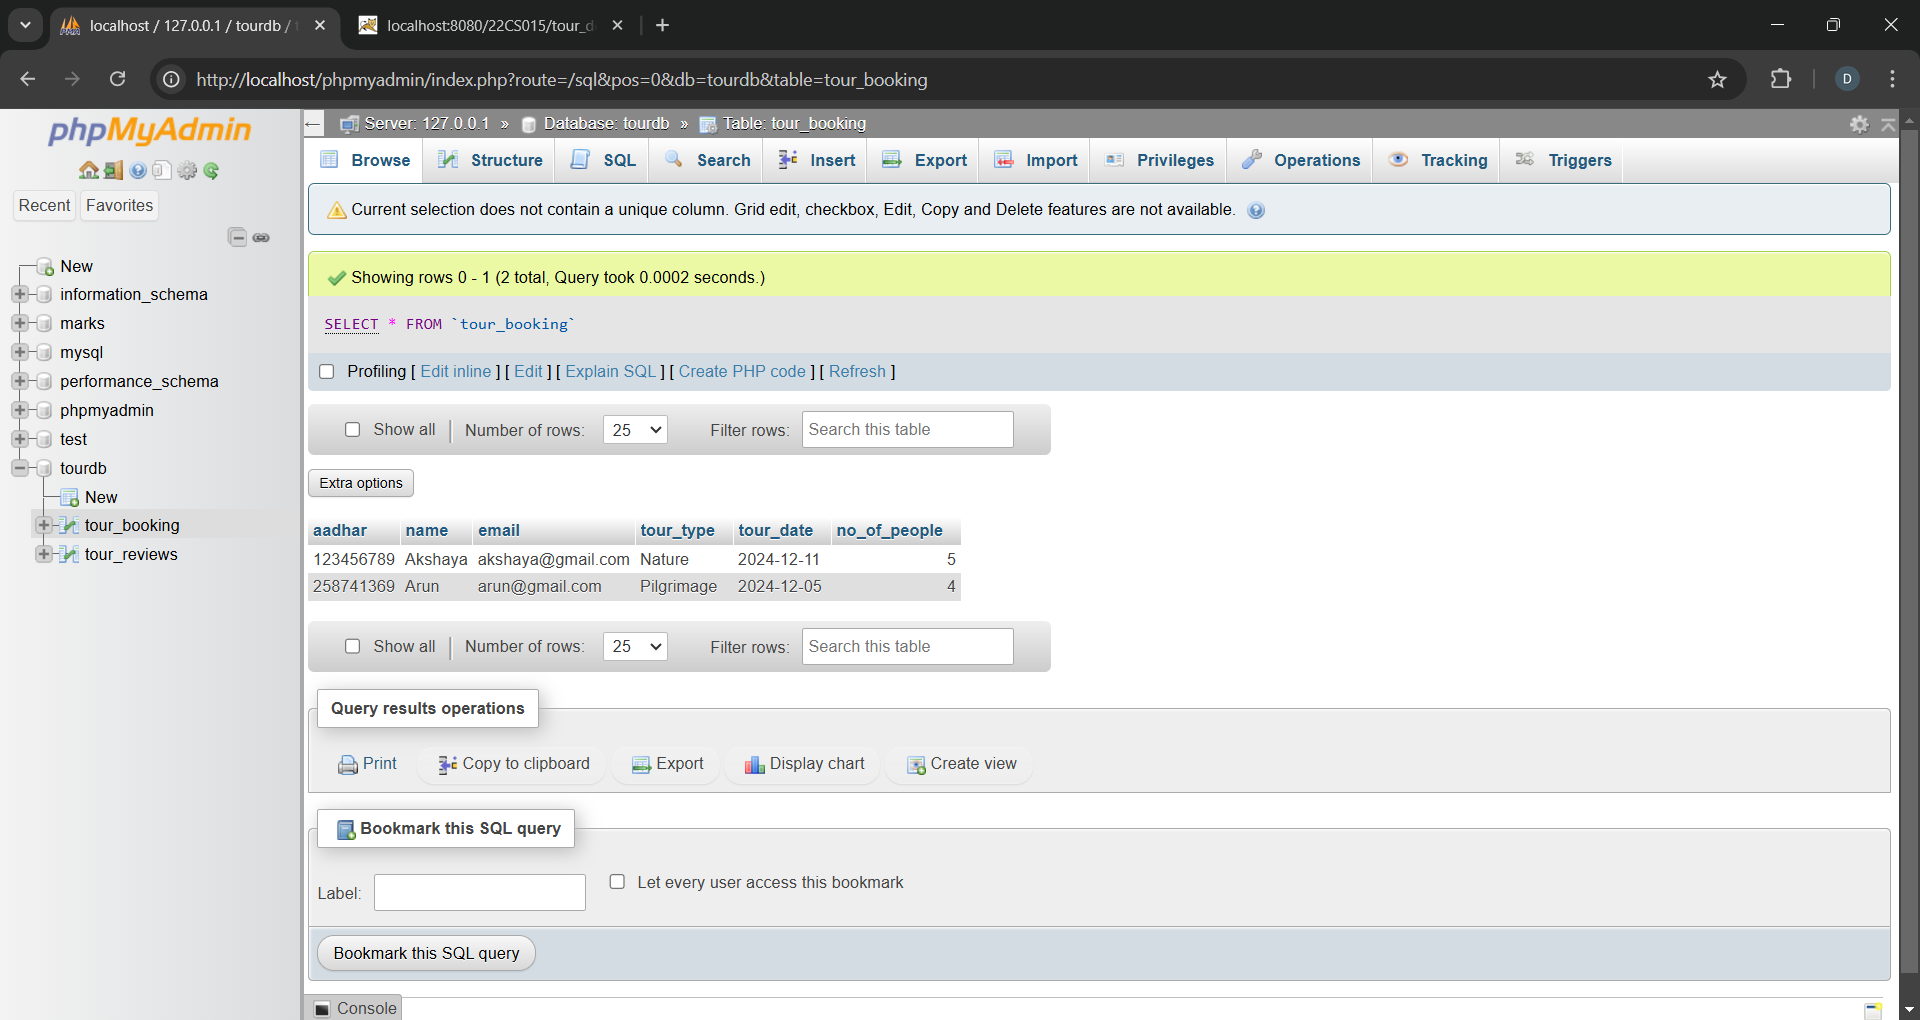 localhost / 127.0.0.1 / tourdb /
localhost:8080/22CS015/tour_d
http://localhost/phpmyadmin/index.php?route=/sql&pos=0&db=tourdb&table=tour_booking
D
phpMyAdmin
Recent
Favorites
New
information_schema
marks
mysql
performance_schema
phpmyadmin
test
tourdb
New
tour_booking
tour_reviews
Server: 127.0.0.1 » Database: tourdb » Table: tour_booking
Browse Structure SQL Search Insert Export Import Privileges Operations Tracking Triggers
Current selection does not contain a unique column. Grid edit, checkbox, Edit, Copy and Delete features are not available.
Showing rows 0 - 1 (2 total, Query took 0.0002 seconds.)
SELECT * FROM `tour_booking`
Profiling [ Edit inline ] [ Edit ] [ Explain SQL ] [ Create PHP code ] [ Refresh ]
Show all Number of rows: 25 Filter rows: Search this table
Extra options
aadhar name email tour_type tour_date no_of_people
123456789 Akshaya akshaya@gmail.com Nature 2024-12-11 5
258741369 Arun arun@gmail.com Pilgrimage 2024-12-05 4
Show all Number of rows: 25 Filter rows: Search this table
Query results operations
Print Copy to clipboard Export Display chart Create view
Bookmark this SQL query
Label: Let every user access this bookmark
Bookmark this SQL query
Console